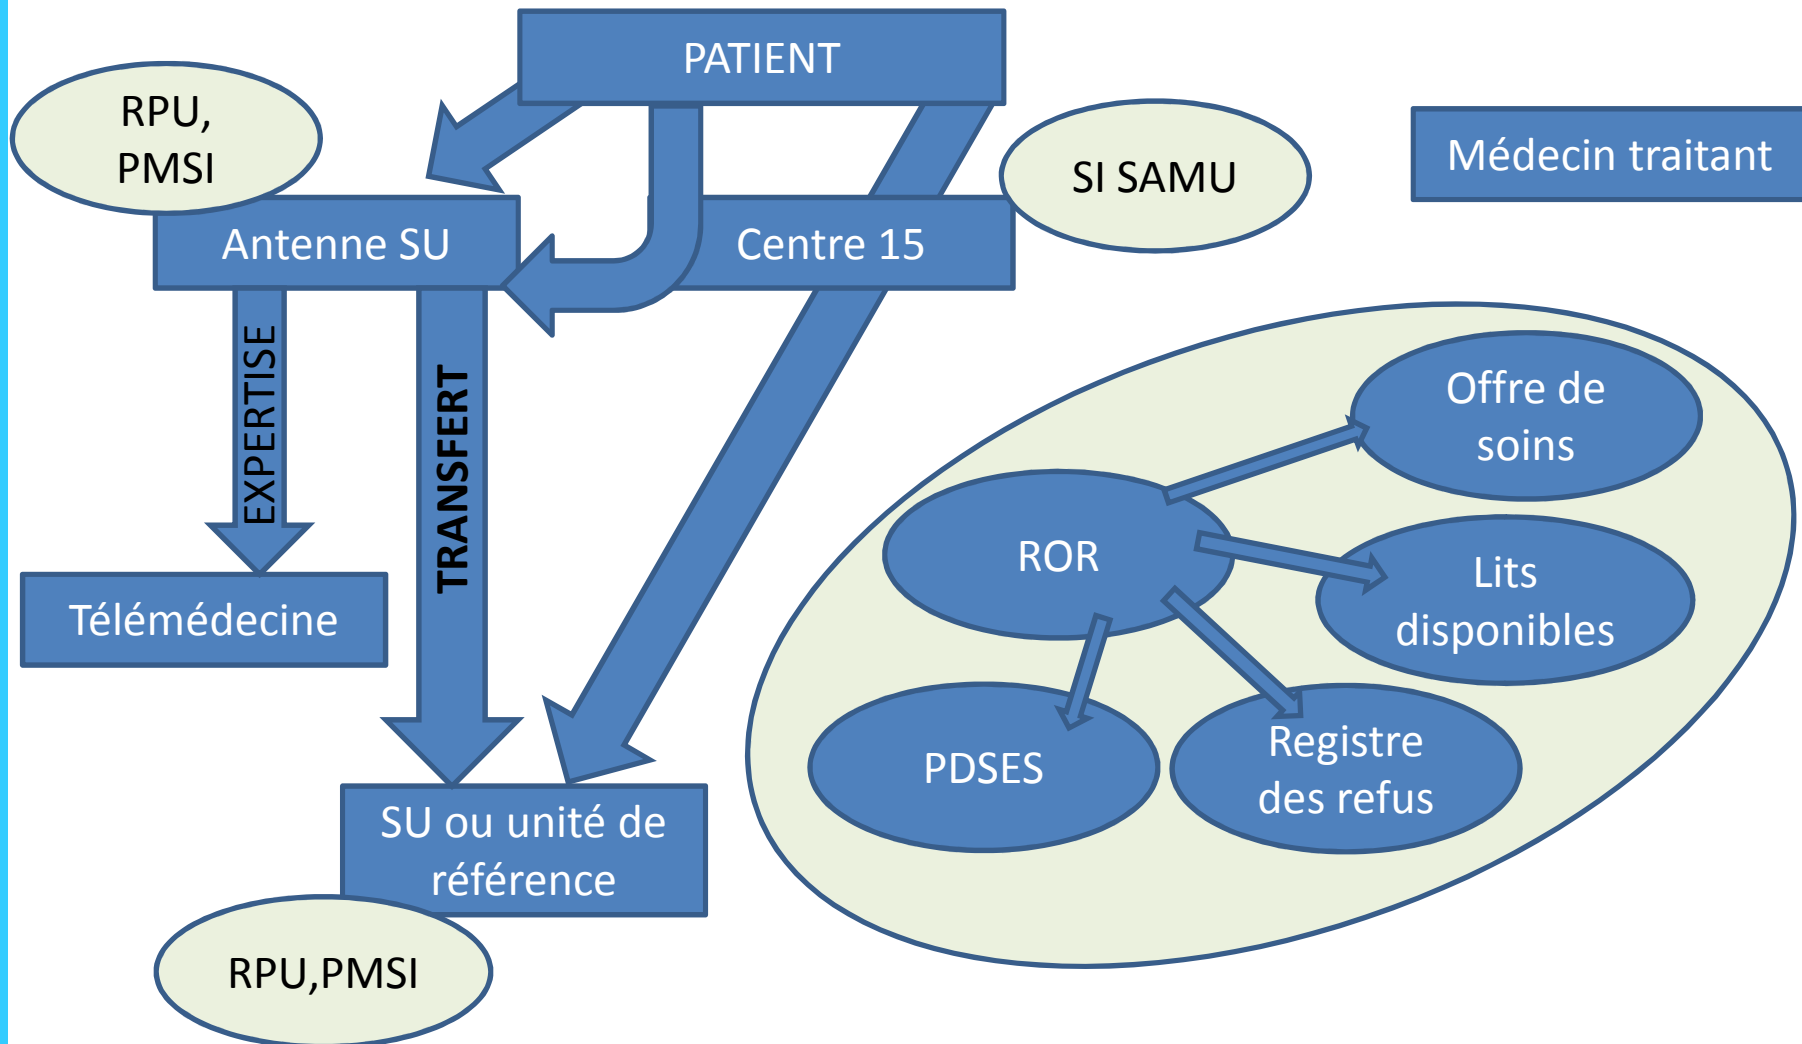 PATIENT
RPU,
PMSI
SI SAMU
Médecin traitant
Antenne SU
Centre 15
EXPERTISE
TRANSFERT
Offre de
soins
ROR
Lits
disponibles
Télémédecine
PDSES
Registre
des refus
SU ou unité de
référence
RPU,PMSI